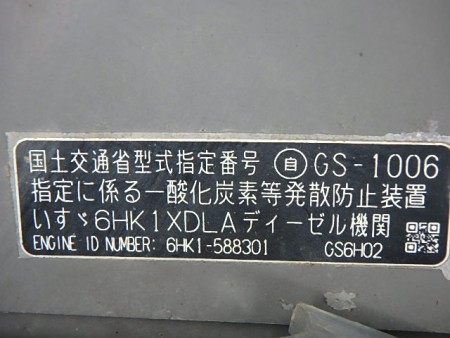 国土交通省型式指定番号 ㊐ GS-1006
指定に係る一酸化炭素等発散防止装置
いすゞ6HK1XDLAディーゼル機関
ENGINE ID NUMBER: 6HK1-588301 GS6H02